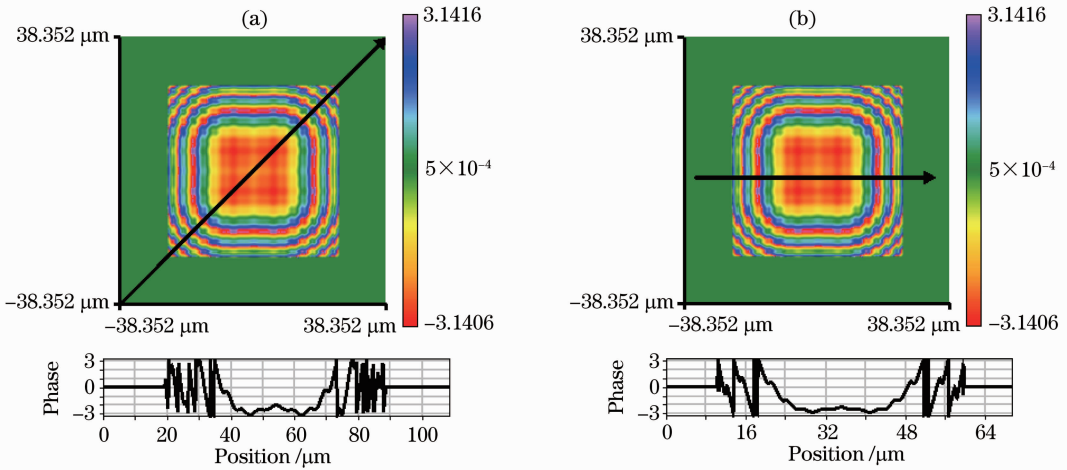 (a)
3.1416
38.352 µm
5×10⁻⁴
−38.352 µm
−3.1406
−38.352 µm 38.352 µm
Phase
3
0
−3
0 20 40 60 80 100
Position /µm
(b)
3.1416
38.352 µm
5×10⁻⁴
−38.352 µm
−3.1406
−38.352 µm 38.352 µm
Phase
3
0
−3
0 16 32 48 64
Position /µm